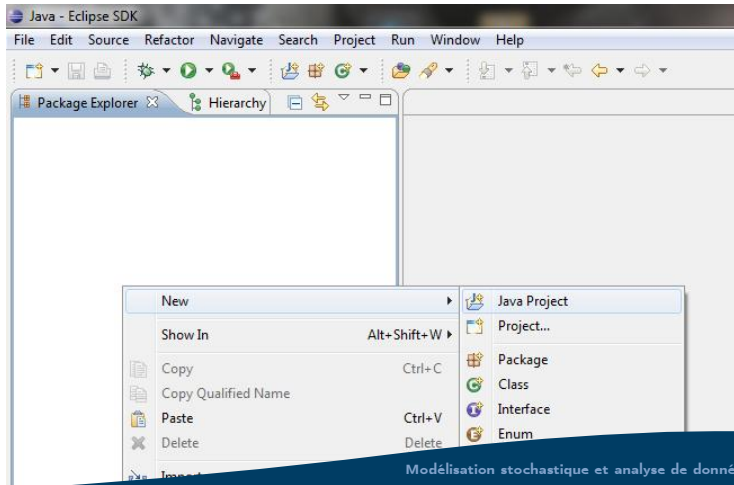 Java - Eclipse SDK
File Edit Source Refactor Navigate Search Project Run Window Help
Package Explorer Hierarchy
New
Java Project
Show In Alt+Shift+W
Project...
Copy Ctrl+C
Package
Copy Qualified Name
Class
Paste Ctrl+V
Interface
Delete Delete
Enum
Modélisation stochastique et analyse de donné